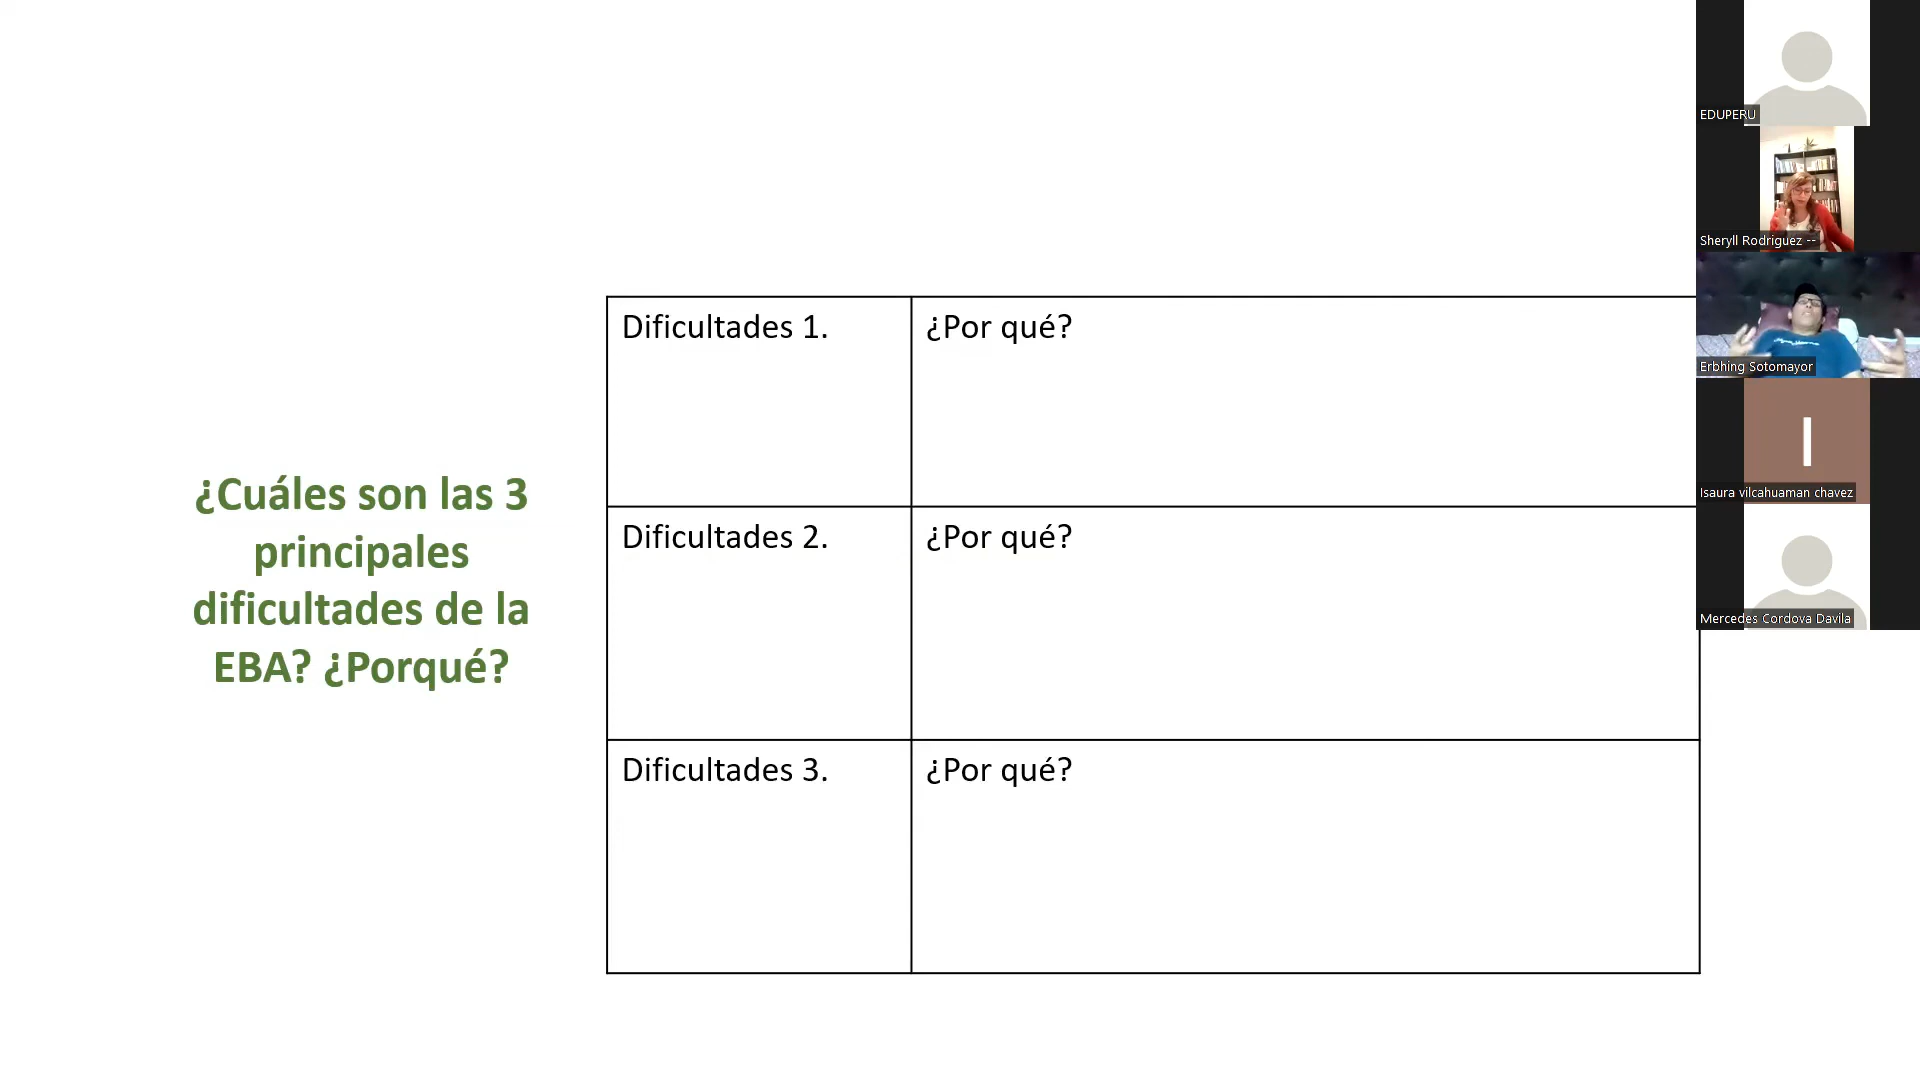 ¿Cuáles son las 3
principales
dificultades de la
EBA? ¿Porqué?
Dificultades 1.
¿Por qué?
Dificultades 2.
¿Por qué?
Dificultades 3.
¿Por qué?
EDUPERU
Sheryll Rodriguez --
Erbhing Sotomayor
I
Isaura vilcahuaman chavez
Mercedes Cordova Davila